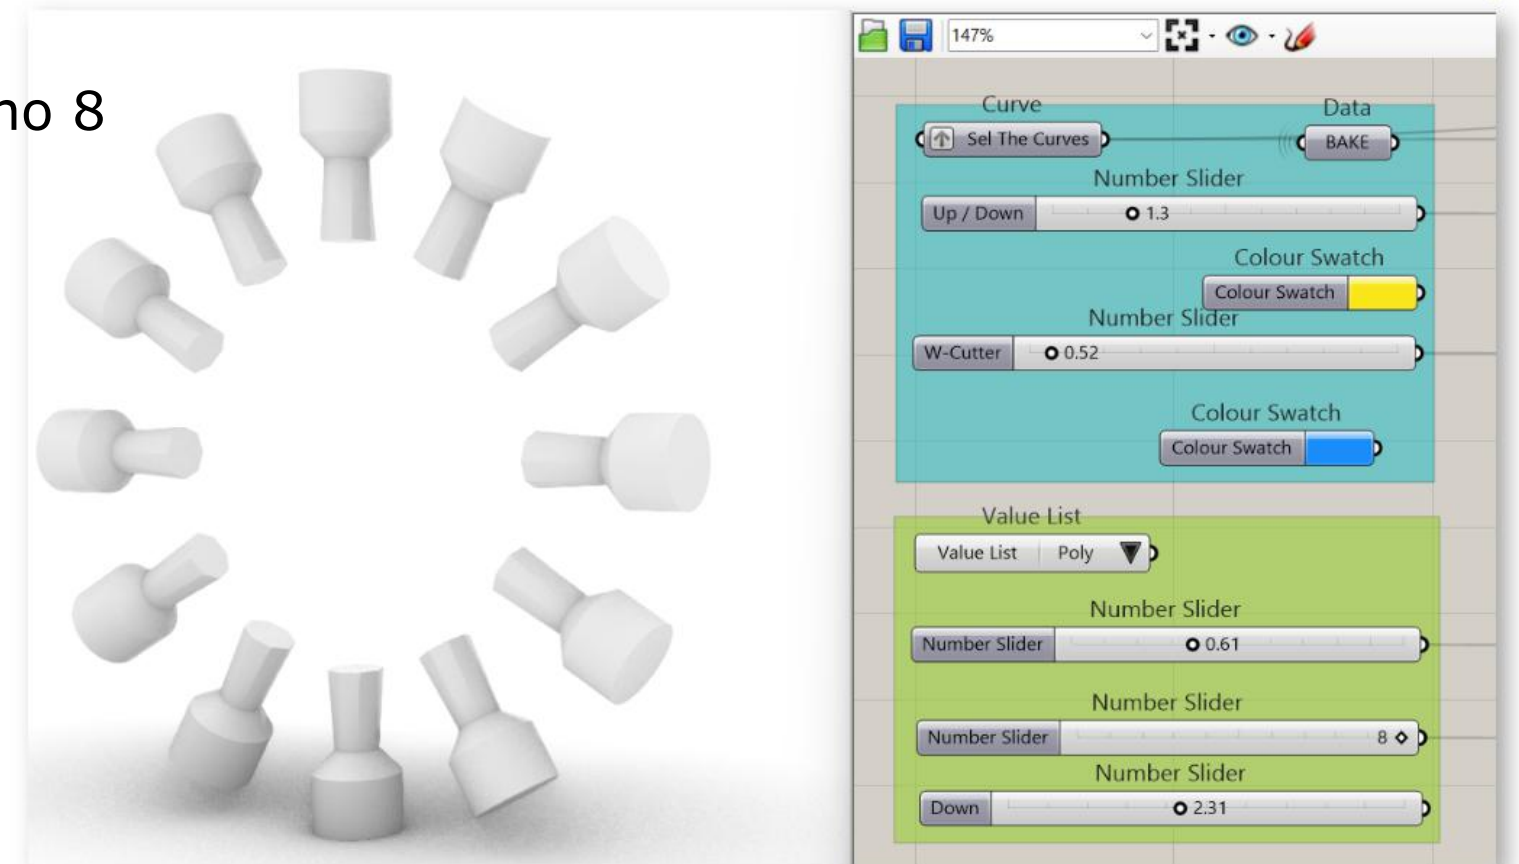 no 8
147%
Curve
Data
Sel The Curves
BAKE
Number Slider
Up / Down
1.3
Colour Swatch
Colour Swatch
Number Slider
W-Cutter
0.52
Colour Swatch
Colour Swatch
Value List
Value List
Poly
Number Slider
Number Slider
0.61
Number Slider
Number Slider
8
Number Slider
Down
2.31